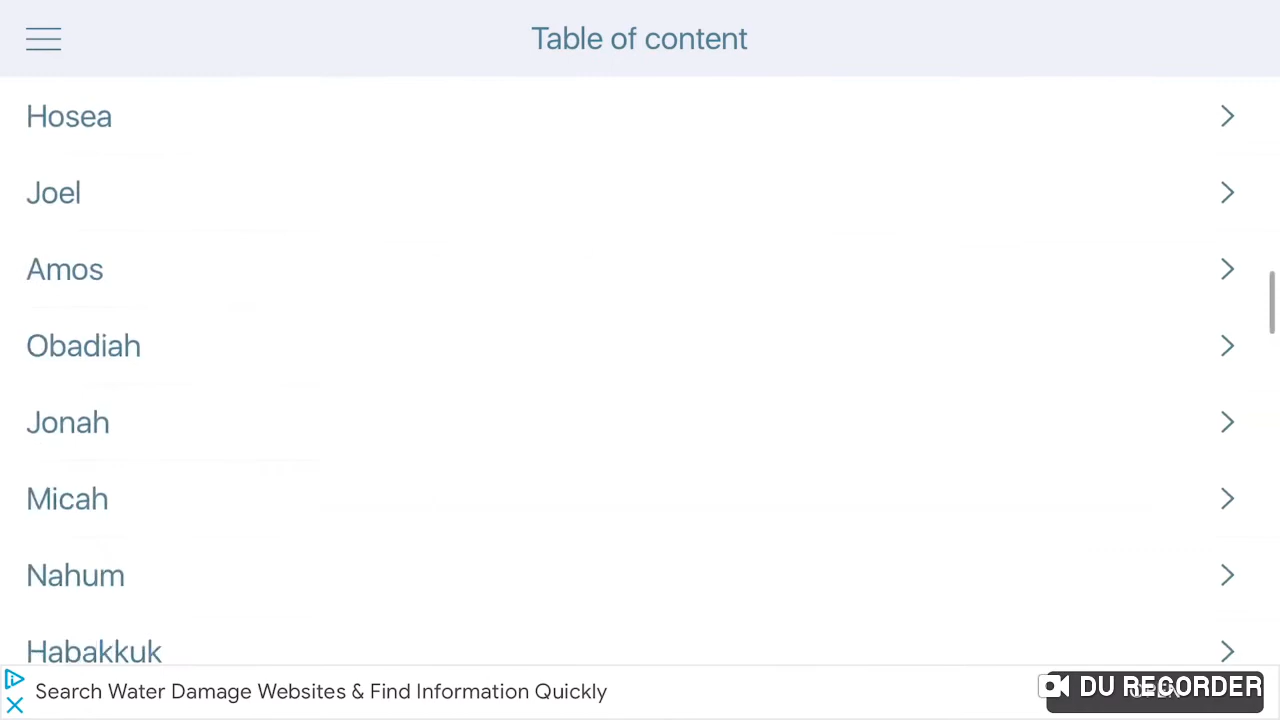 Table of content
Hosea
Joel
Amos
Obadiah
Jonah
Micah
Nahum
Habakkuk
Search Water Damage Websites & Find Information Quickly
OPEN
DU RECORDER